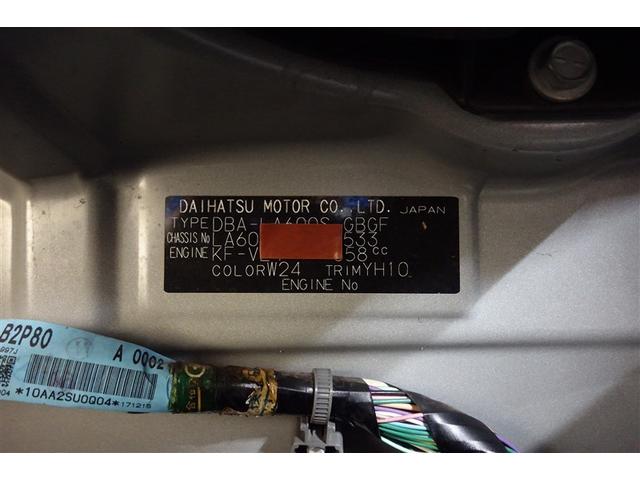 DAIHATSU MOTOR CO.,LTD. JAPAN
TYPE DBA-LA600S GBGF
CHASSIS No LA60 533
ENGINE KF-V 658cc
COLOR W24 TRIM YH10
ENGINE No
B2P80 A 0002
*10AA2SU0Q04*171215